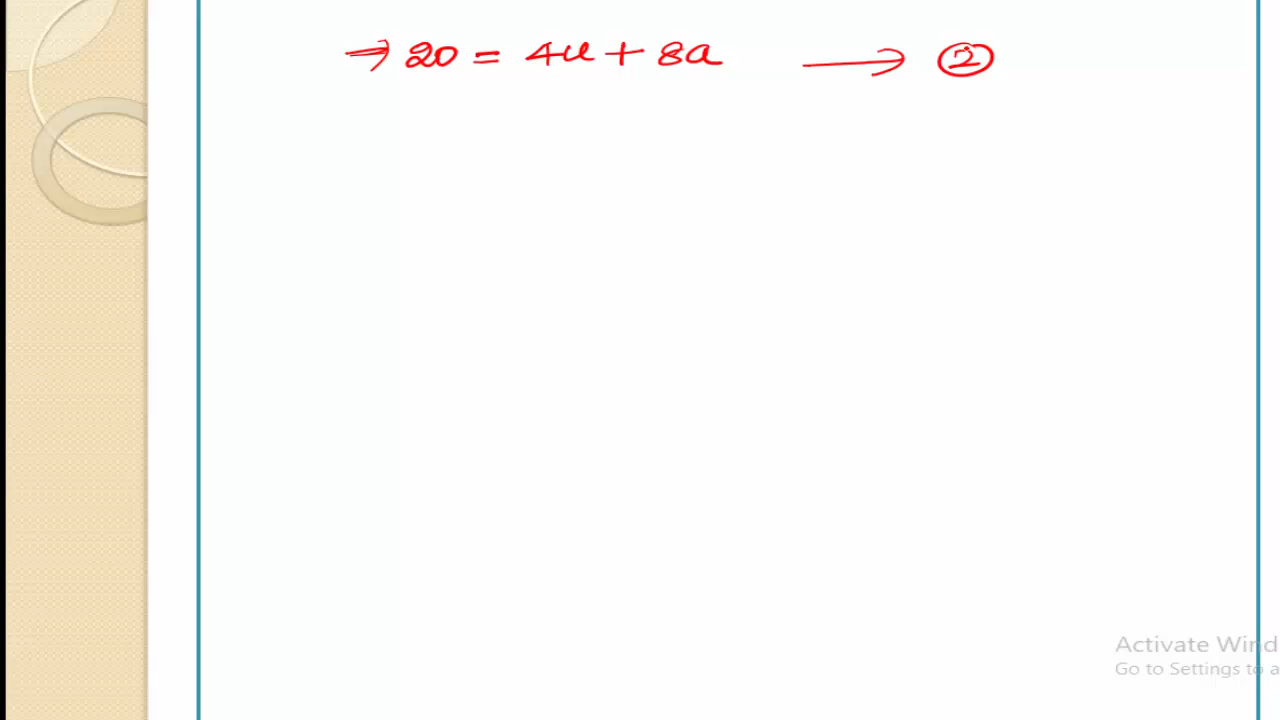 ⇒ 20 = 4u + 8a ⟶ ②
Activate Wind
Go to Settings to a